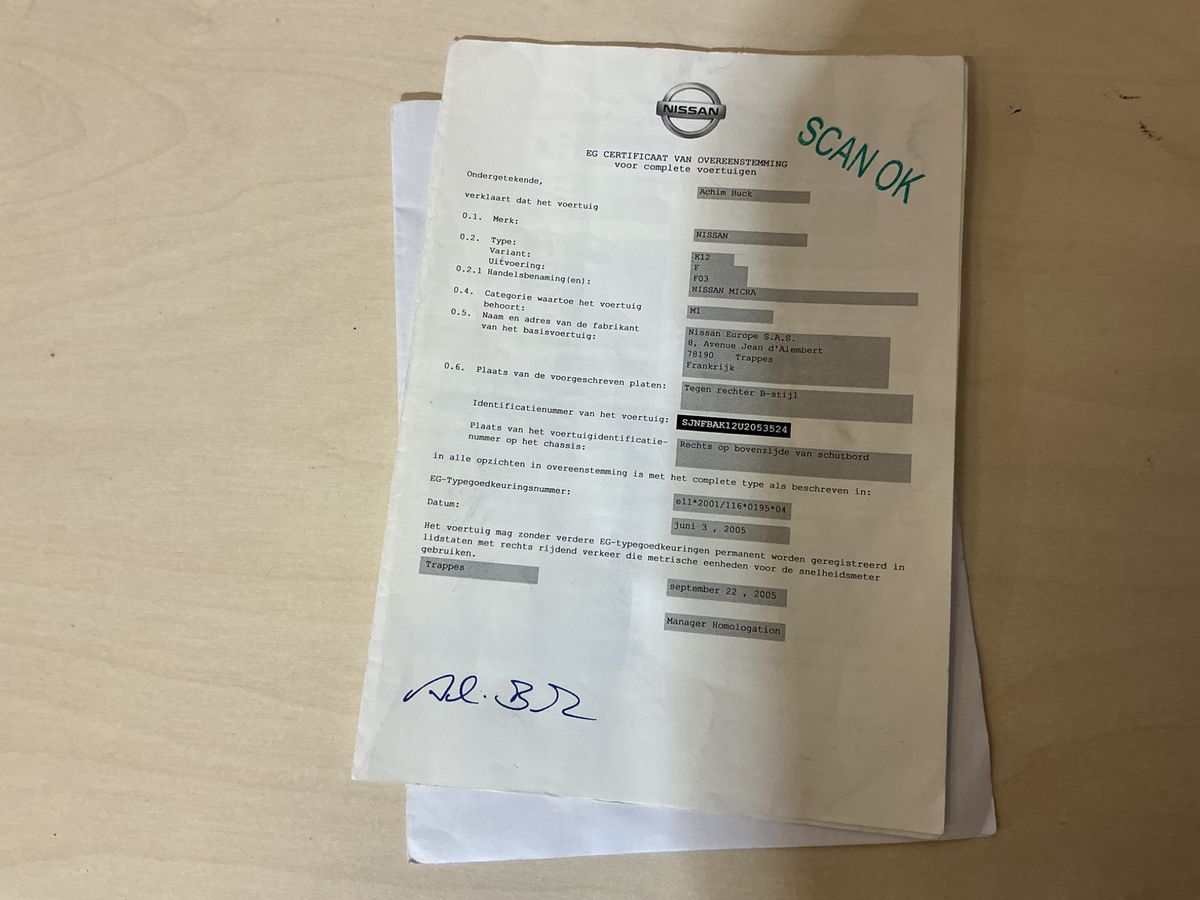 NISSAN
SCAN OK
EG CERTIFICAAT VAN OVEREENSTEMMING
voor complete voertuigen
Ondergetekende, Achim Buck
verklaart dat het voertuig
0.1. Merk: NISSAN
0.2. Type: K12
Variant: F
Uitvoering: F03
0.2.1 Handelsbenaming(en): NISSAN MICRA
0.4. Categorie waartoe het voertuig
behoort: M1
0.5. Naam en adres van de fabrikant
van het basisvoertuig:
Nissan Europe S.A.S.
8, Avenue Jean d'Alembert
78190 Trappes
Frankrijk
0.6. Plaats van de voorgeschreven platen: Tegen rechter B-stijl
Identificatienummer van het voertuig: SJNFBAK12U2053524
Plaats van het voertuigidentificatie-
nummer op het chassis: Rechts op bovenzijde van schutbord
in alle opzichten in overeenstemming is met het complete type als beschreven in:
EG-Typegoedkeuringsnummer: e11*2001/116*0195*04
Datum: juni 3 , 2005
Het voertuig mag zonder verdere EG-typegoedkeuringen permanent worden geregistreerd in
lidstaten met rechts rijdend verkeer die metrische eenheden voor de snelheidsmeter
gebruiken.
Trappes september 22 , 2005
Manager Homologation